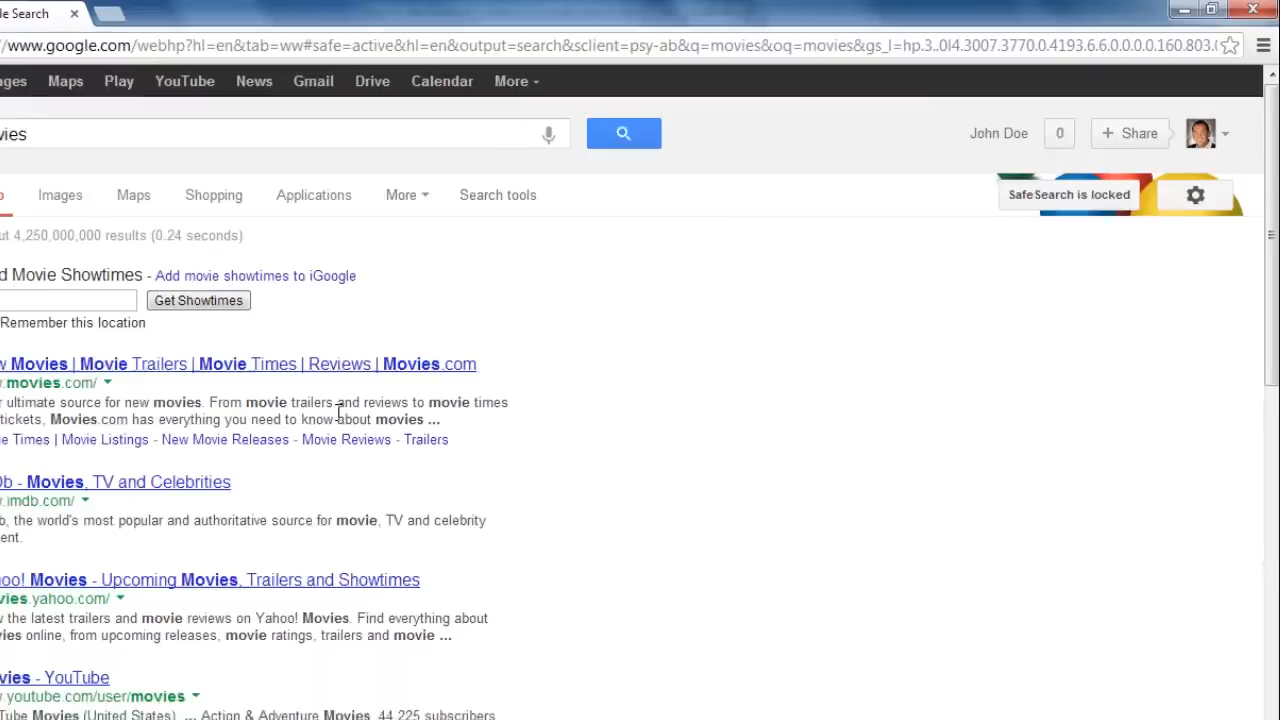 le Search
//www.google.com/webhp?hl=en&tab=ww#safe=active&hl=en&output=search&sclient=psy-ab&q=movies&oq=movies&gs_l=hp.3..0l4.3007.3770.0.4193.6.6.0.0.0.0.160.803.
ages Maps Play YouTube News Gmail Drive Calendar More
vies
John Doe 0 + Share
Images Maps Shopping Applications More Search tools
SafeSearch is locked
ut 4,250,000,000 results (0.24 seconds)
d Movie Showtimes - Add movie showtimes to iGoogle
Get Showtimes
Remember this location
w Movies | Movie Trailers | Movie Times | Reviews | Movies.com
w.movies.com/
r ultimate source for new movies. From movie trailers and reviews to movie times
tickets, Movies.com has everything you need to know about movies ...
ie Times | Movie Listings - New Movie Releases - Movie Reviews - Trailers
Db - Movies, TV and Celebrities
w.imdb.com/
b, the world's most popular and authoritative source for movie, TV and celebrity
ent.
hoo! Movies - Upcoming Movies, Trailers and Showtimes
vies.yahoo.com/
w the latest trailers and movie reviews on Yahoo! Movies. Find everything about
vies online, from upcoming releases, movie ratings, trailers and movie ...
vies - YouTube
w.youtube.com/user/movies
Tube Movies (United States). ... Action & Adventure Movies. 44,225 subscribers